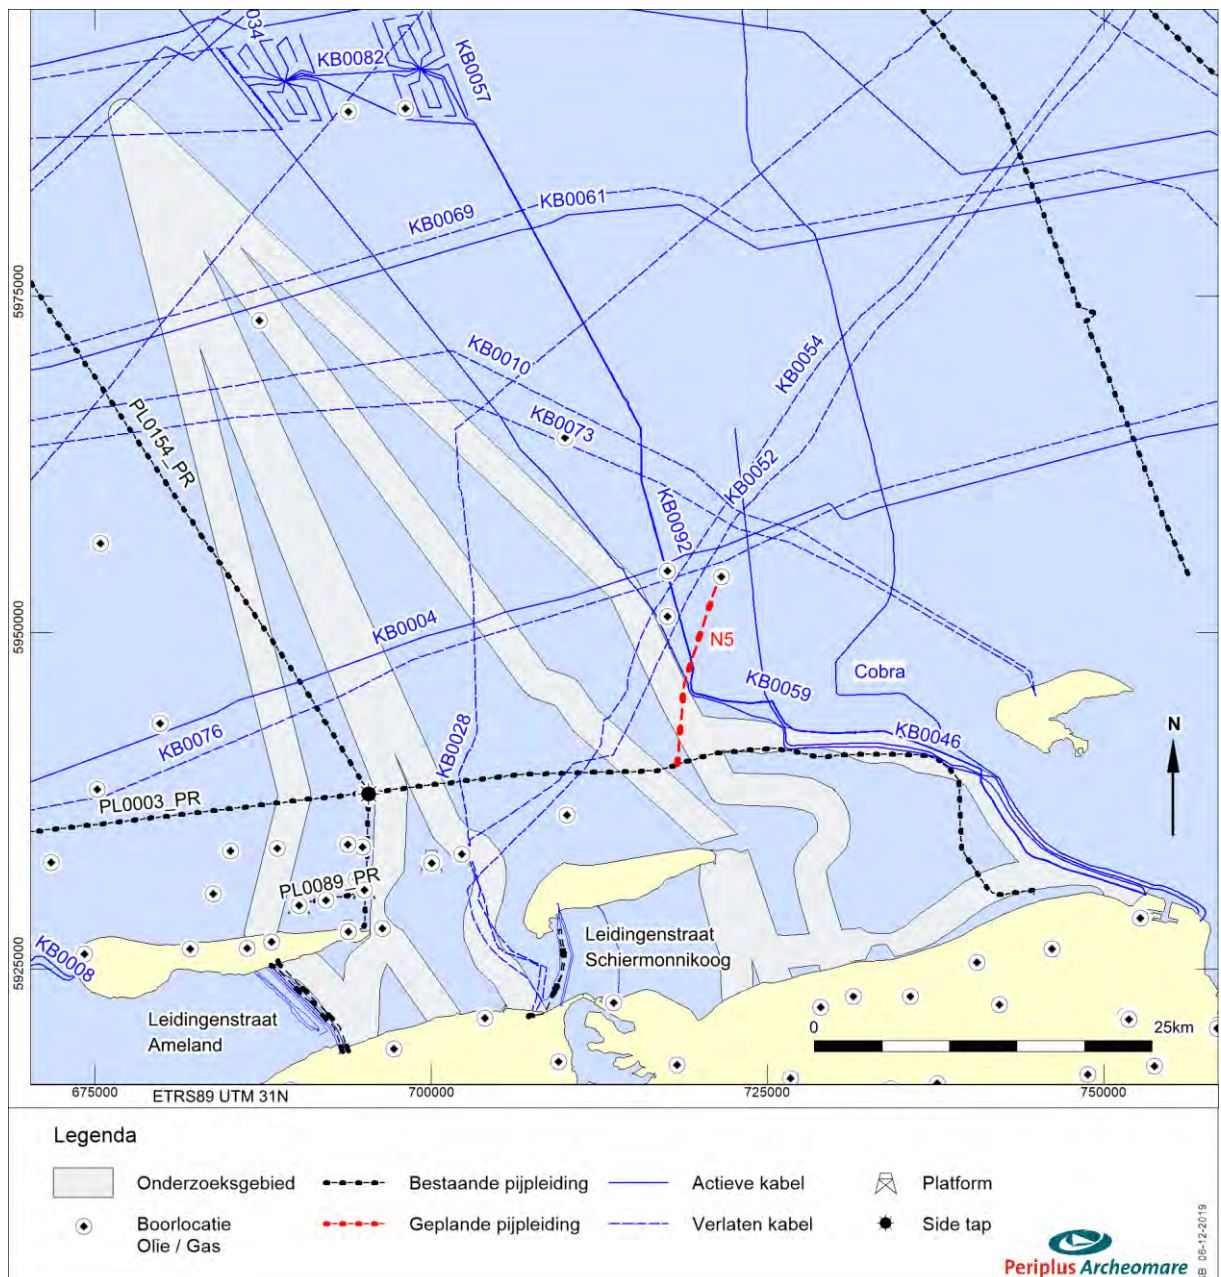 034
KB0082
KB0057
KB0069
KB0061
5975000
KB0010
KB0054
PL0154_PR
KB0073
KB0052
KB0092
5950000
KB0004
N5
KB0059
Cobra
KB0076
KB0028
KB0046
N
PL0003_PR
PL0089_PR
KB0008
5925000
Leidingenstraat
Schiermonnikoog
Leidingenstraat
Ameland
0
25km
675000
ETRS89 UTM 31N
700000
725000
750000
Legenda
Onderzoeksgebied
Bestaande pijpleiding
Actieve kabel
Platform
Boorlocatie
Olie / Gas
Geplande pijpleiding
Verlaten kabel
Side tap
Periplus Archeomare
SB 06-12-2019